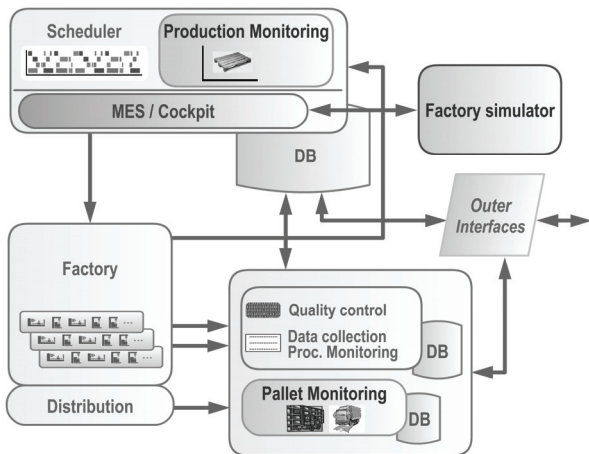 Scheduler
Production Monitoring
MES / Cockpit
Factory simulator
DB
Outer
Interfaces
Factory
...
...
...
Quality control
Data collection
Proc. Monitoring
DB
Distribution
Pallet Monitoring
DB